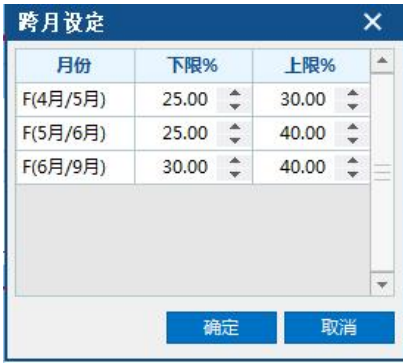 跨月设定
月份 下限% 上限%
F(4月/5月) 25.00 30.00
F(5月/6月) 25.00 40.00
F(6月/9月) 30.00 40.00
确定 取消